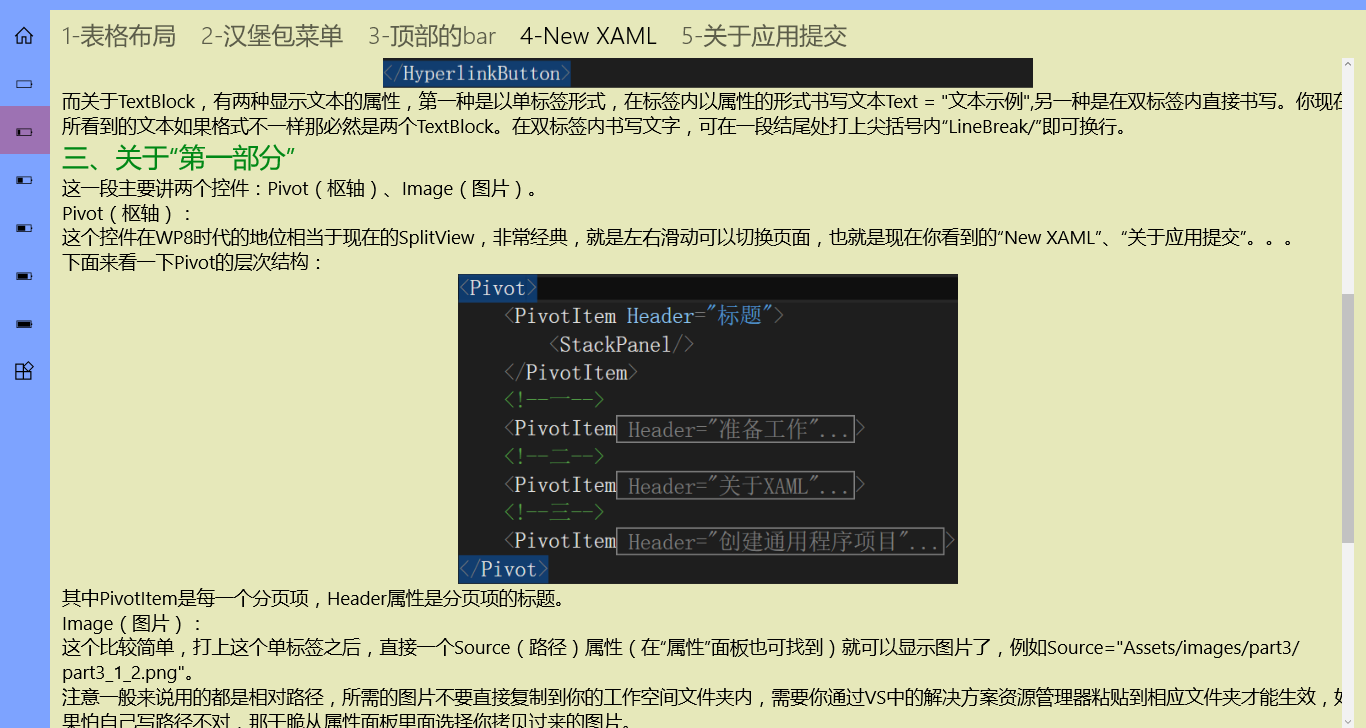 1-表格布局 2-汉堡包菜单 3-顶部的bar 4-New XAML 5-关于应用提交
</HyperlinkButton>
而关于TextBlock，有两种显示文本的属性，第一种是以单标签形式，在标签内以属性的形式书写文本Text = "文本示例",另一种是在双标签内直接书写。你现在
所看到的文本如果格式不一样那必然是两个TextBlock。在双标签内书写文字，可在一段结尾处打上尖括号内“LineBreak/”即可换行。
三、关于“第一部分”
这一段主要讲两个控件：Pivot（枢轴）、Image（图片）。
Pivot（枢轴）：
这个控件在WP8时代的地位相当于现在的SplitView，非常经典，就是左右滑动可以切换页面，也就是现在你看到的“New XAML”、“关于应用提交”。。。
下面来看一下Pivot的层次结构：
<Pivot>
<PivotItem Header="标题">
<StackPanel/>
</PivotItem>
<!--一-->
<PivotItem Header="准备工作"...>
<!--二-->
<PivotItem Header="关于XAML"...>
<!--三-->
<PivotItem Header="创建通用程序项目"...>
</Pivot>
其中PivotItem是每一个分页项，Header属性是分页项的标题。
Image（图片）：
这个比较简单，打上这个单标签之后，直接一个Source（路径）属性（在“属性”面板也可找到）就可以显示图片了，例如Source="Assets/images/part3/
part3_1_2.png"。
注意一般来说用的都是相对路径，所需的图片不要直接复制到你的工作空间文件夹内，需要你通过VS中的解决方案资源管理器粘贴到相应文件夹才能生效，如
果怕自己写路径不对，那干脆从属性面板里面选择你拷贝过来的图片。